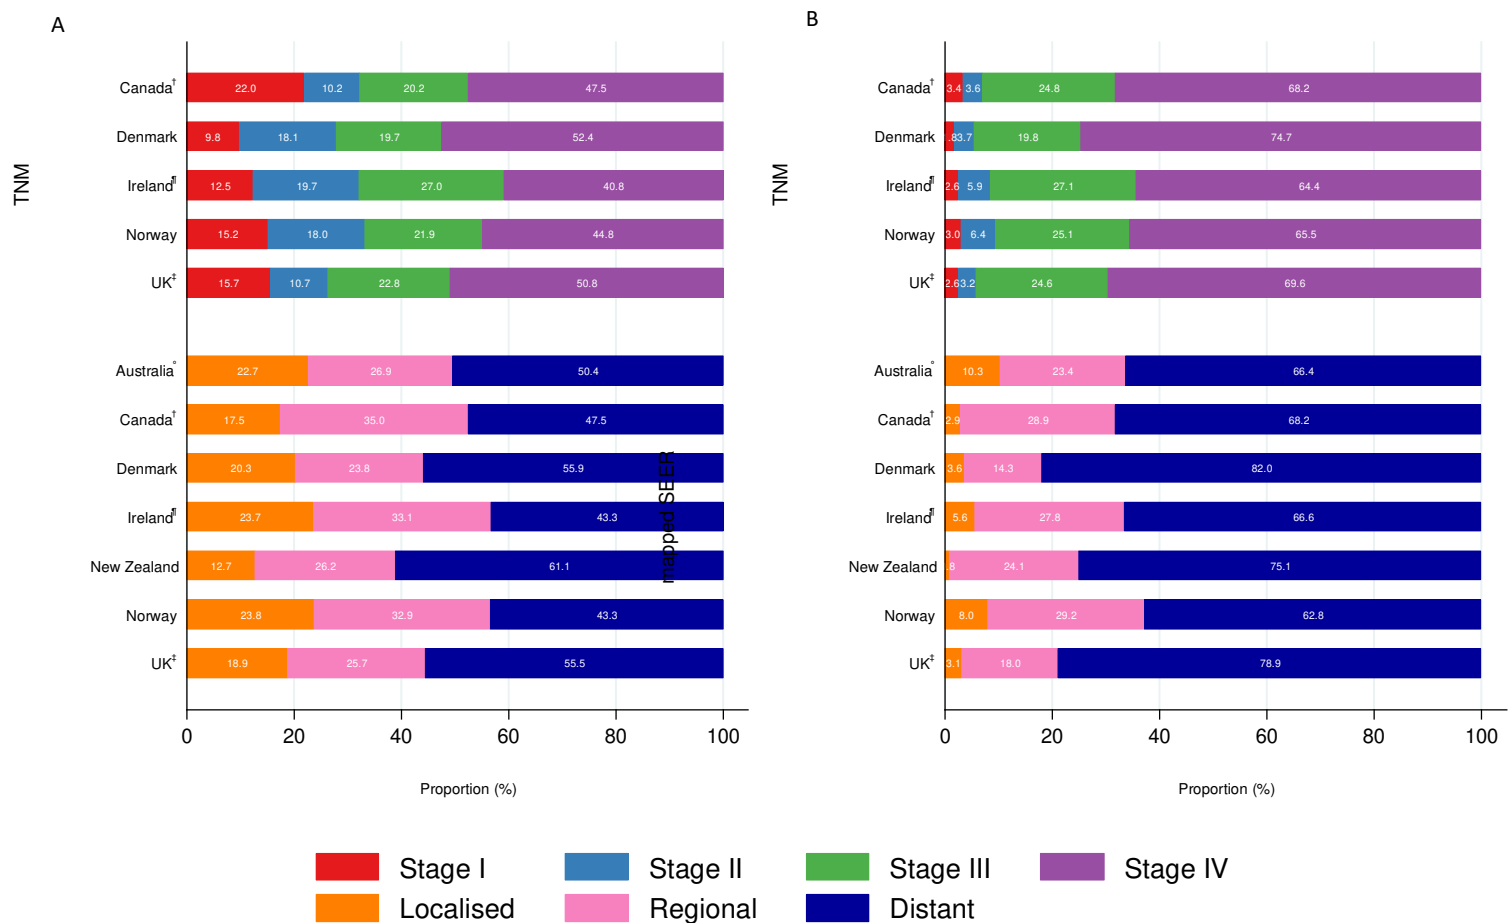 A
TNM
Canada† 22.0 10.2 20.2 47.5
Denmark 9.8 18.1 19.7 52.4
Ireland¶ 12.5 19.7 27.0 40.8
Norway 15.2 18.0 21.9 44.8
UK‡ 15.7 10.7 22.8 50.8
Australia° 22.7 26.9 50.4
Canada† 17.5 35.0 47.5
Denmark 20.3 23.8 55.9
Ireland¶ 23.7 33.1 43.3
New Zealand 12.7 26.2 61.1
Norway 23.8 32.9 43.3
UK‡ 18.9 25.7 55.5
0 20 40 60 80 100
Proportion (%)
B
TNM
mapped SEER
Canada† 3.4 3.6 24.8 68.2
Denmark .8 3.7 19.8 74.7
Ireland¶ 2.6 5.9 27.1 64.4
Norway 3.0 6.4 25.1 65.5
UK‡ 2.6 3.2 24.6 69.6
Australia° 10.3 23.4 66.4
Canada† 2.9 28.9 68.2
Denmark 3.6 14.3 82.0
Ireland¶ 5.6 27.8 66.6
New Zealand .8 24.1 75.1
Norway 8.0 29.2 62.8
UK‡ 3.1 18.0 78.9
0 20 40 60 80 100
Proportion (%)
Stage I Stage II Stage III Stage IV
Localised Regional Distant